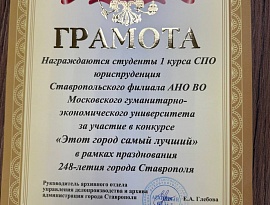 ГРАМОТА
Награждаются студенты 1 курса СПО
юриспруденция
Ставропольского филиала АНО ВО
Московского гуманитарно-
экономического университета
за участие в конкурсе
«Этот город самый лучший»
в рамках празднования
248-летия города Ставрополя
Руководитель архивного отдела
управления делопроизводства и архива
администрации города Ставрополя
Е.А. Глебова